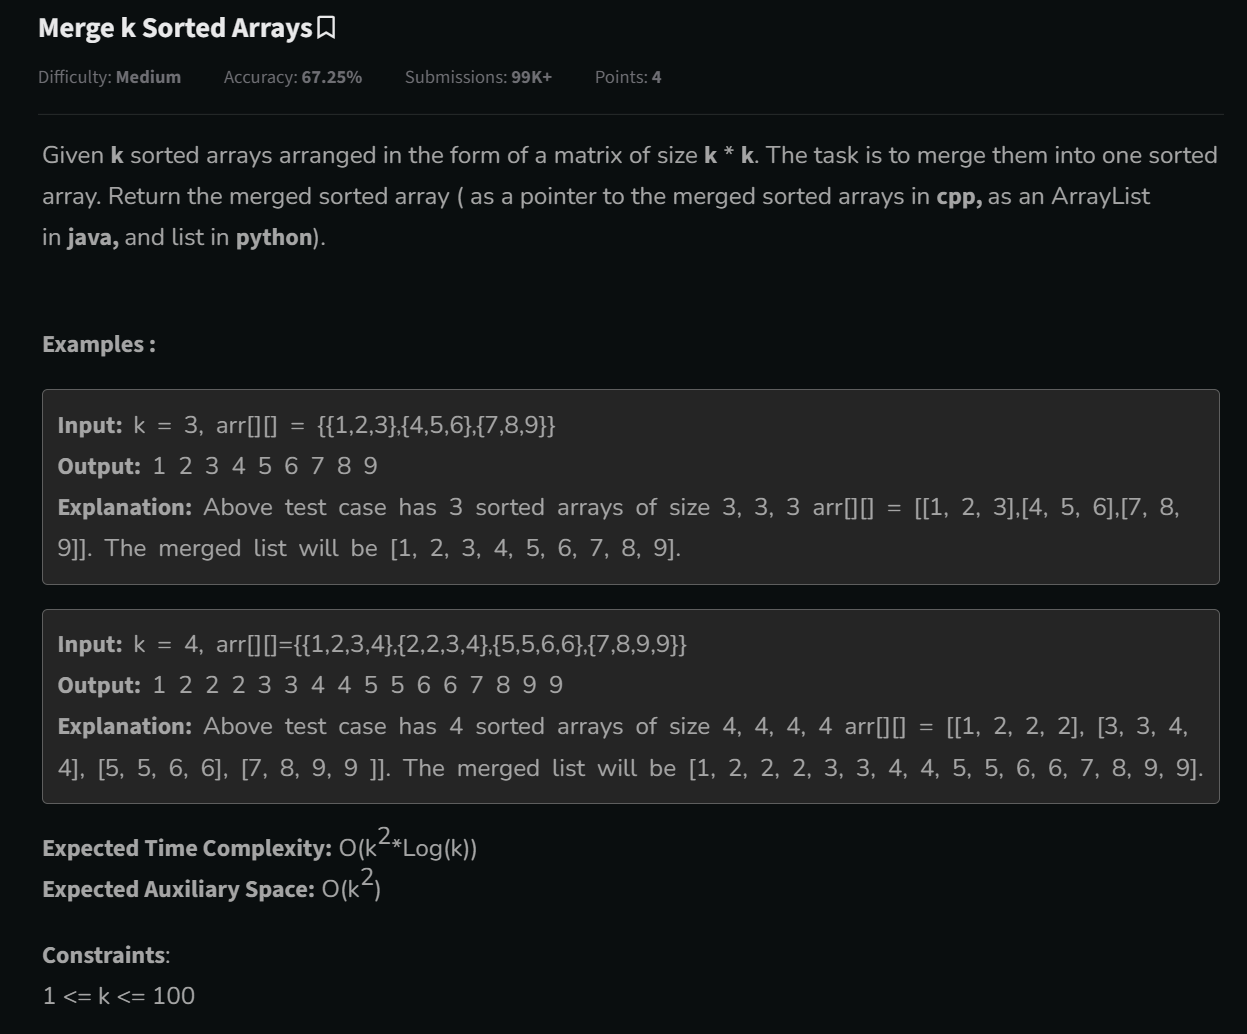 Merge k Sorted Arrays
Difficulty: Medium Accuracy: 67.25% Submissions: 99K+ Points: 4
Given k sorted arrays arranged in the form of a matrix of size k * k. The task is to merge them into one sorted
array. Return the merged sorted array ( as a pointer to the merged sorted arrays in cpp, as an ArrayList
in java, and list in python).
Examples :
Input: k = 3, arr[][] = {{1,2,3},{4,5,6},{7,8,9}}
Output: 1 2 3 4 5 6 7 8 9
Explanation: Above test case has 3 sorted arrays of size 3, 3, 3 arr[][] = [[1, 2, 3],[4, 5, 6],[7, 8,
9]]. The merged list will be [1, 2, 3, 4, 5, 6, 7, 8, 9].
Input: k = 4, arr[][]={{1,2,3,4},{2,2,3,4},{5,5,6,6},{7,8,9,9}}
Output: 1 2 2 2 3 3 4 4 5 5 6 6 7 8 9 9
Explanation: Above test case has 4 sorted arrays of size 4, 4, 4, 4 arr[][] = [[1, 2, 2, 2], [3, 3, 4,
4], [5, 5, 6, 6], [7, 8, 9, 9 ]]. The merged list will be [1, 2, 2, 2, 3, 3, 4, 4, 5, 5, 6, 6, 7, 8, 9, 9].
Expected Time Complexity: O(k²*Log(k))
Expected Auxiliary Space: O(k²)
Constraints:
1 <= k <= 100